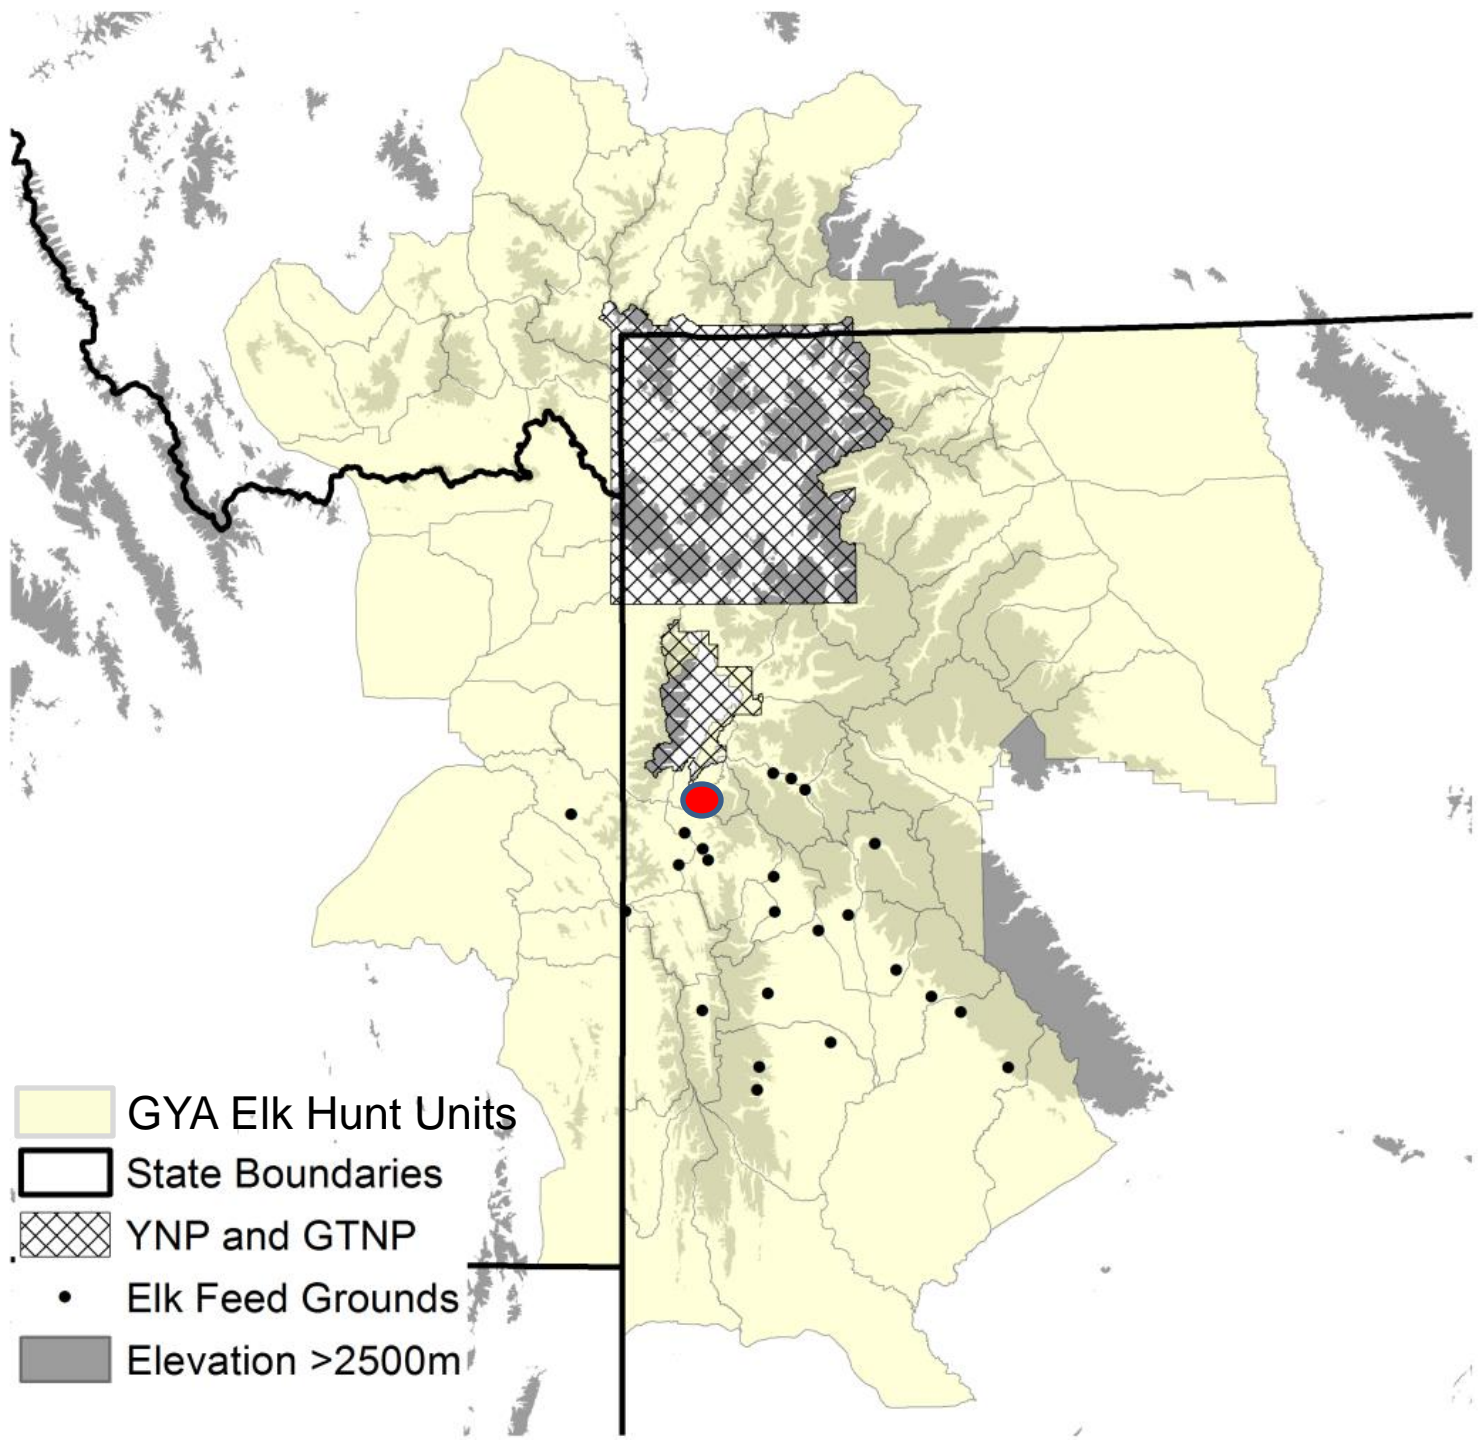 GYA Elk Hunt Units
State Boundaries
YNP and GTNP
Elk Feed Grounds
Elevation >2500m